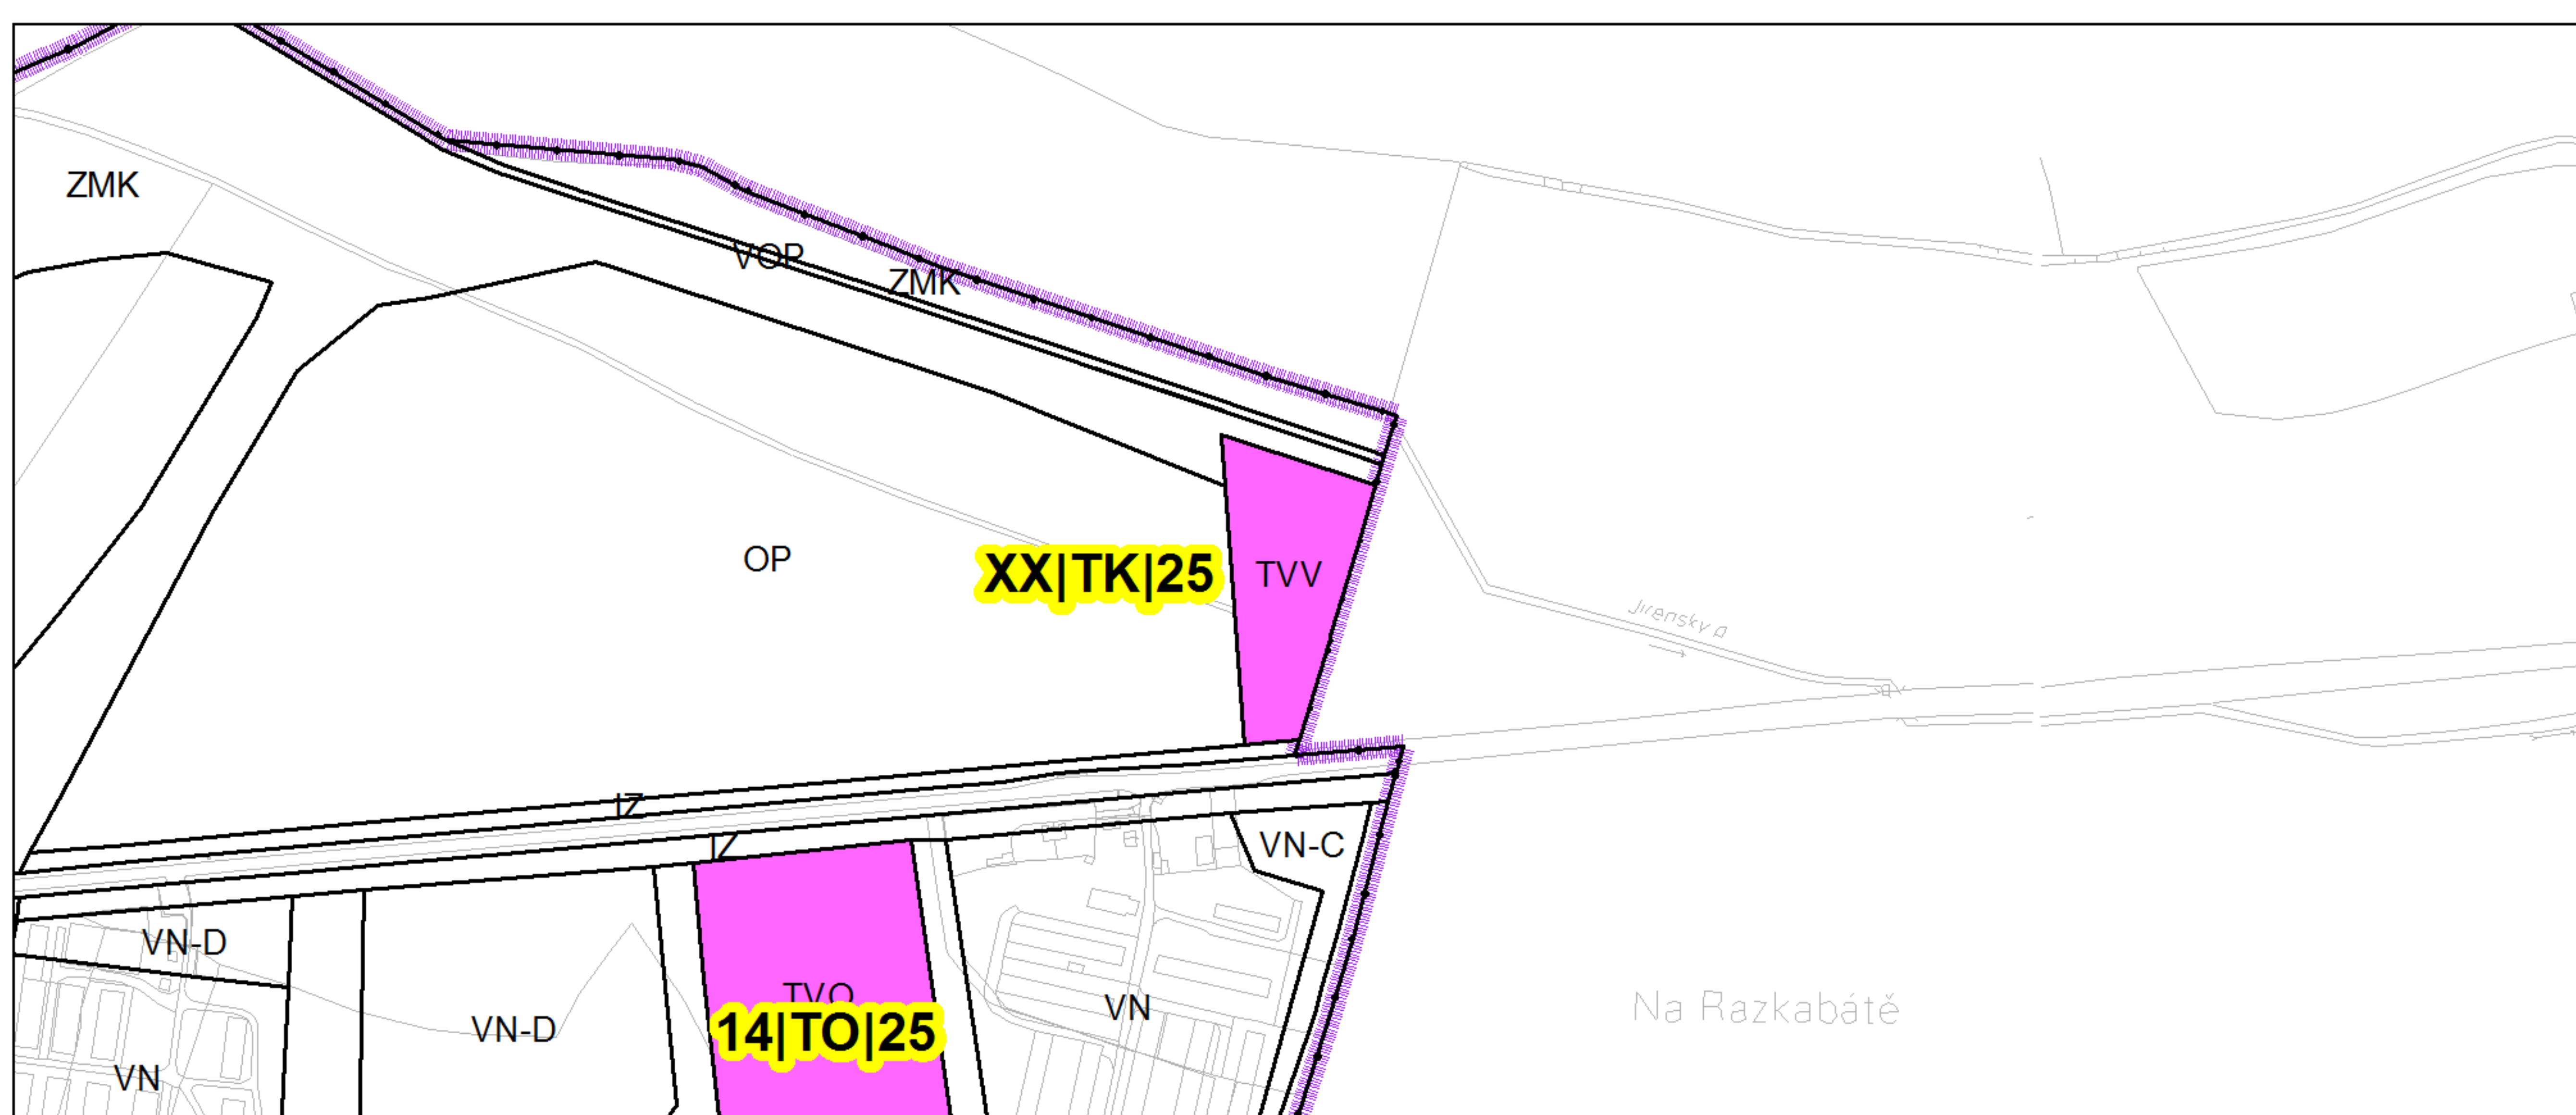 ZMK
VOP
ZMK
OP
XX|TK|25
TVV
Jirenský p
IZ
IZ
VN-C
VN-D
TVO
14|TO|25
VN-D
VN
VN
Na Razkabátě